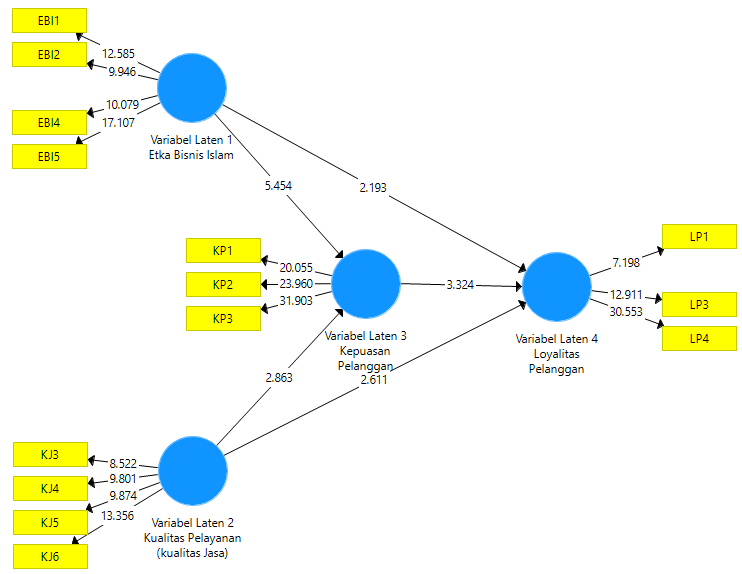 EBI1
12.585
EBI2
9.946
10.079
EBI4
17.107
EBI5
Variabel Laten 1
Etka Bisnis Islam
5.454
2.193
KP1
20.055
KP2
23.960
KP3
31.903
Variabel Laten 3
Kepuasan
Pelanggan
3.324
LP1
7.198
12.911
LP3
30.553
LP4
Variabel Laten 4
Loyalitas
Pelanggan
2.863
2.611
KJ3
8.522
KJ4
9.801
9.874
KJ5
13.356
KJ6
Variabel Laten 2
Kualitas Pelayanan
(kualitas Jasa)